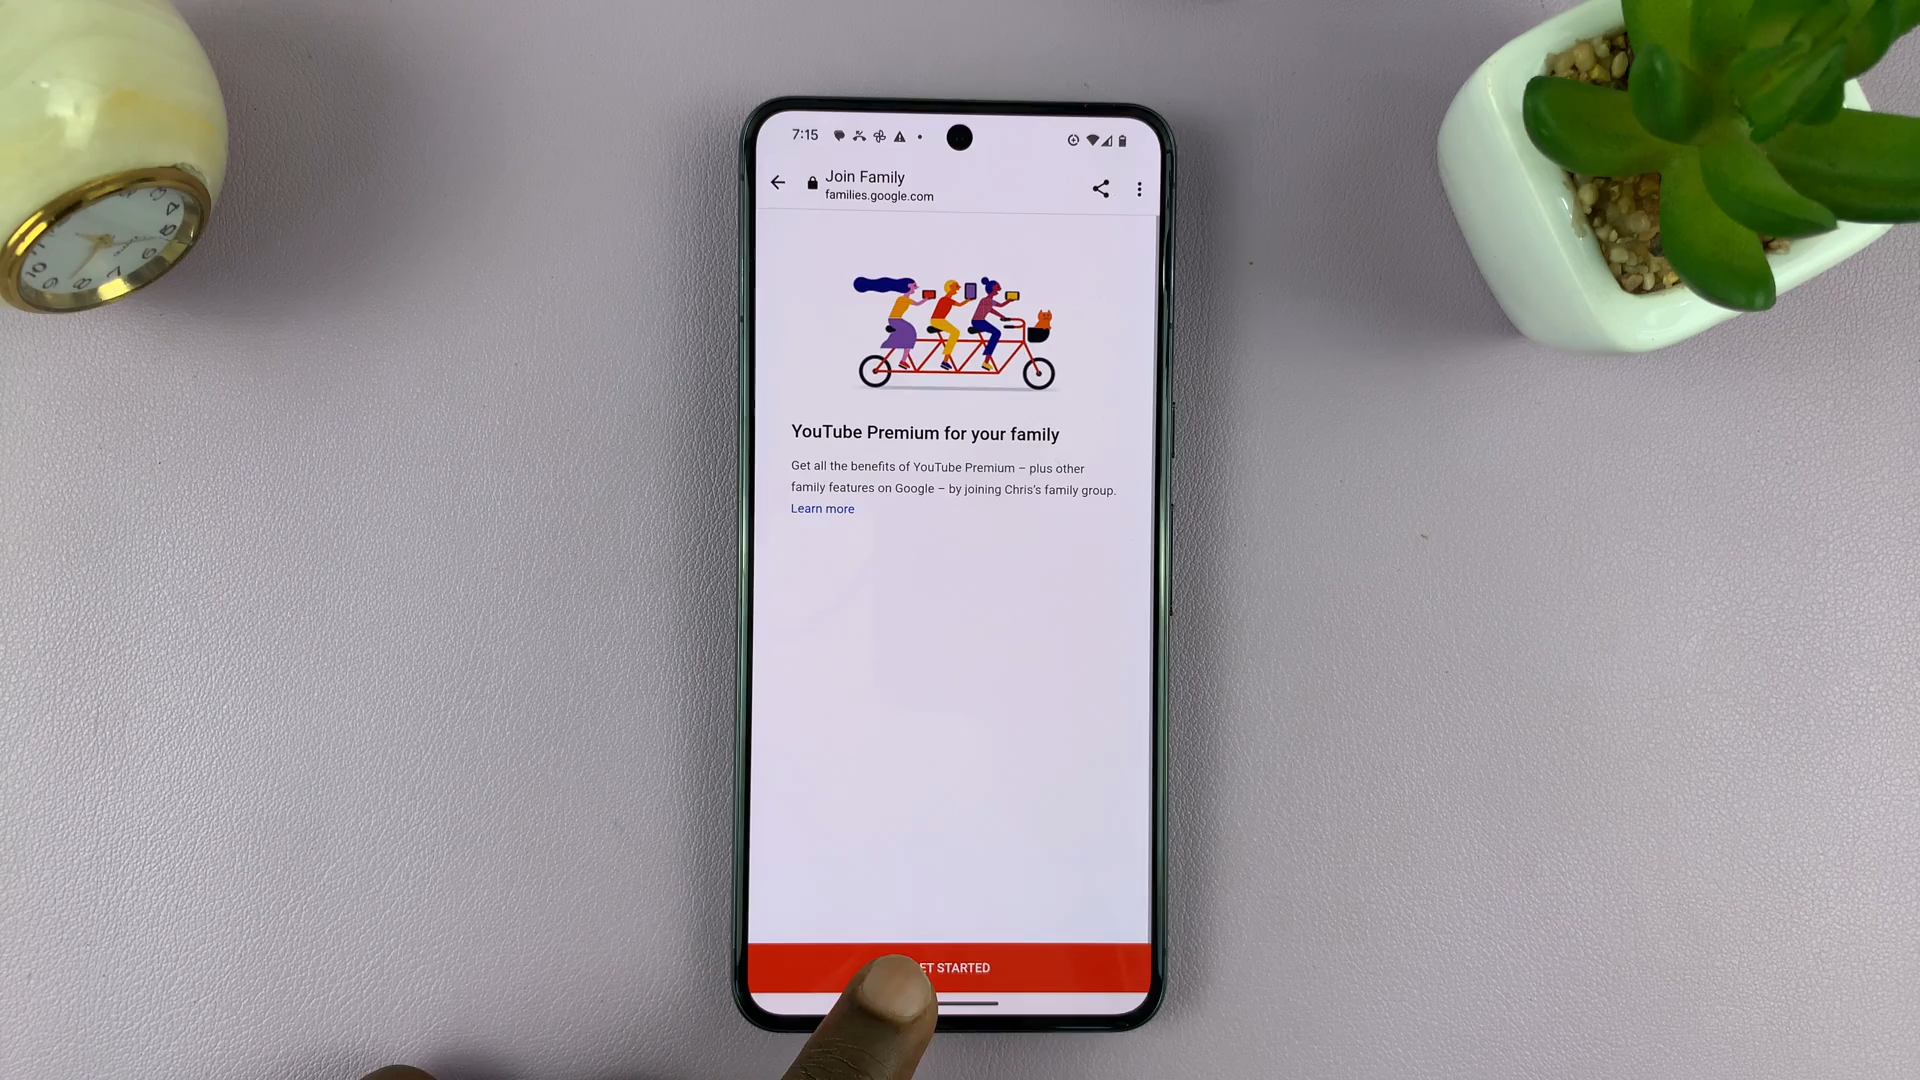 7:15
Join Family
families.google.com
YouTube Premium for your family
Get all the benefits of YouTube Premium – plus other
family features on Google – by joining Chris's family group.
Learn more
ET STARTED